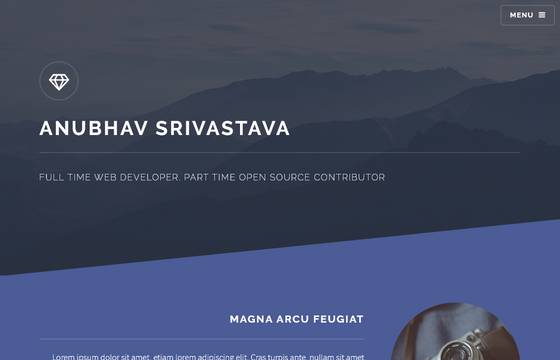 MENU
ANUBHAV SRIVASTAVA
FULL TIME WEB DEVELOPER. PART TIME OPEN SOURCE CONTRIBUTOR
MAGNA ARCU FEUGIAT
Lorem ipsum dolor sit amet, etiam lorem adipiscing elit. Cras turpis ante, nullam sit amet